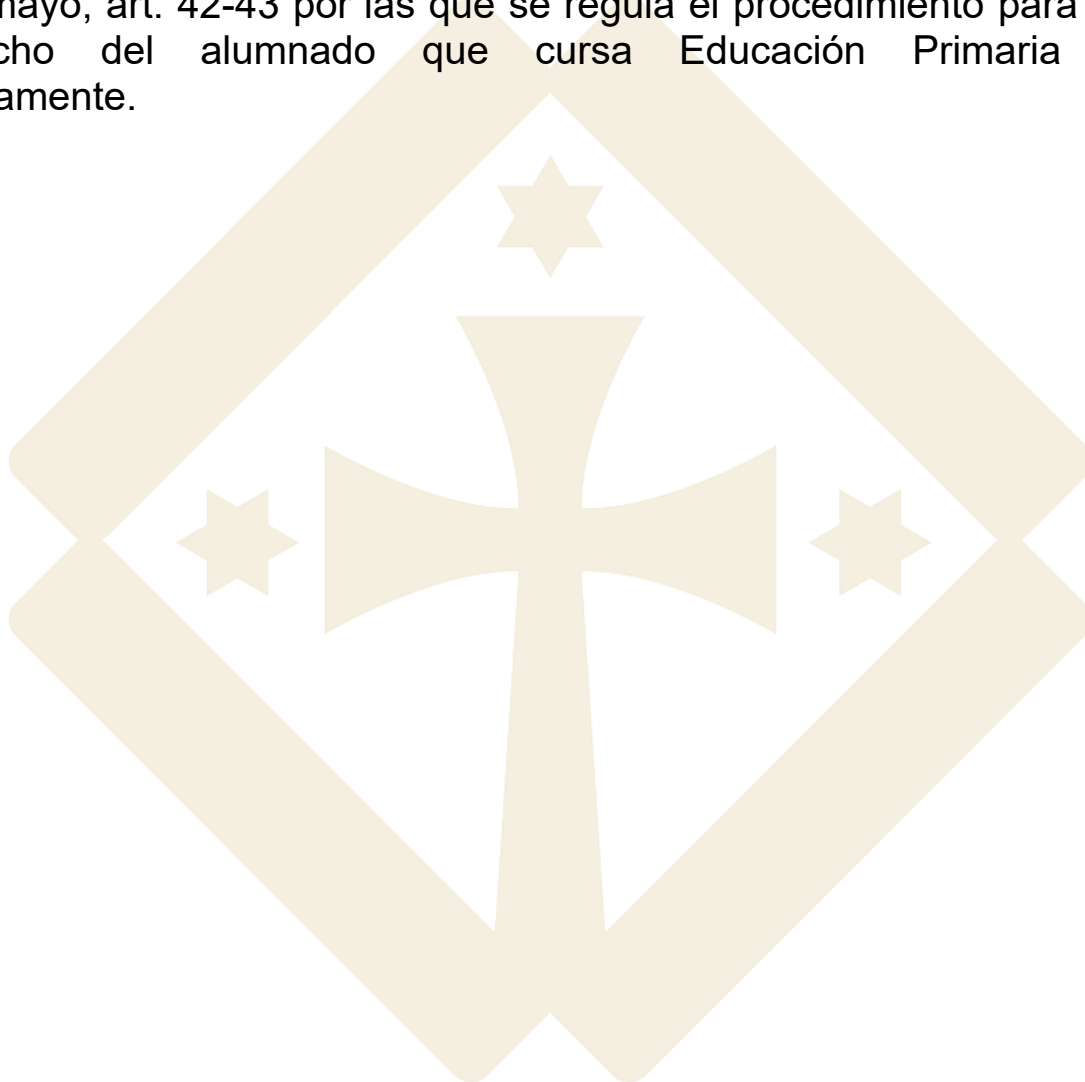 mayo, art. 42-43 por las que se regula el procedimiento para
cho del alumnado que cursa Educación Primaria
amente.